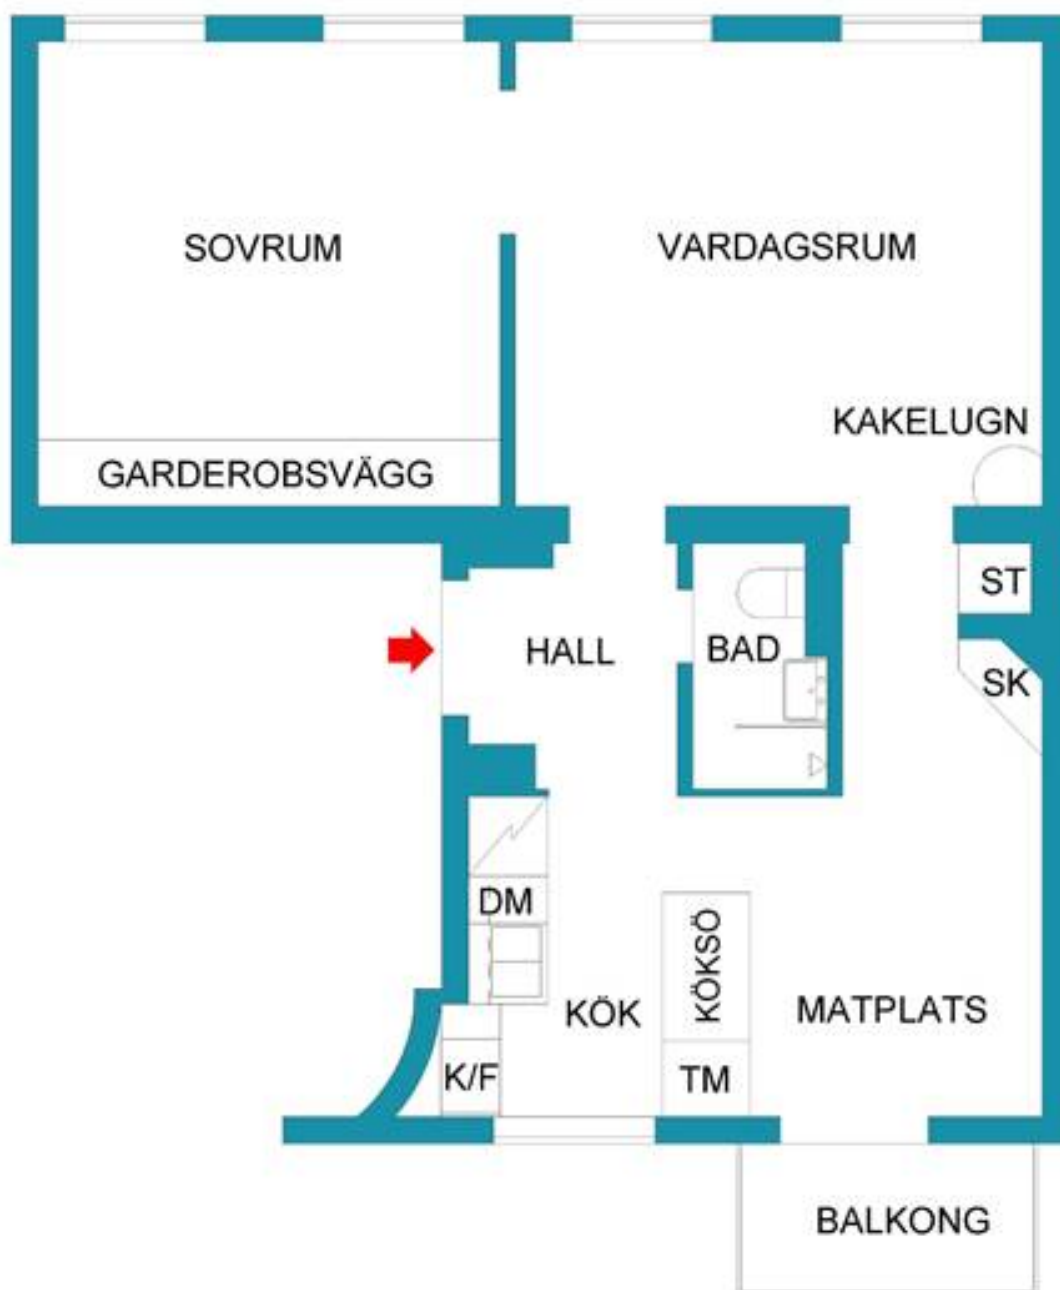 SOVRUM
VARDAGSRUM
KAKELUGN
GARDEROBSVÄGG
ST
HALL
BAD
SK
DM
KÖKSÖ
KÖK
MATPLATS
K/F
TM
BALKONG